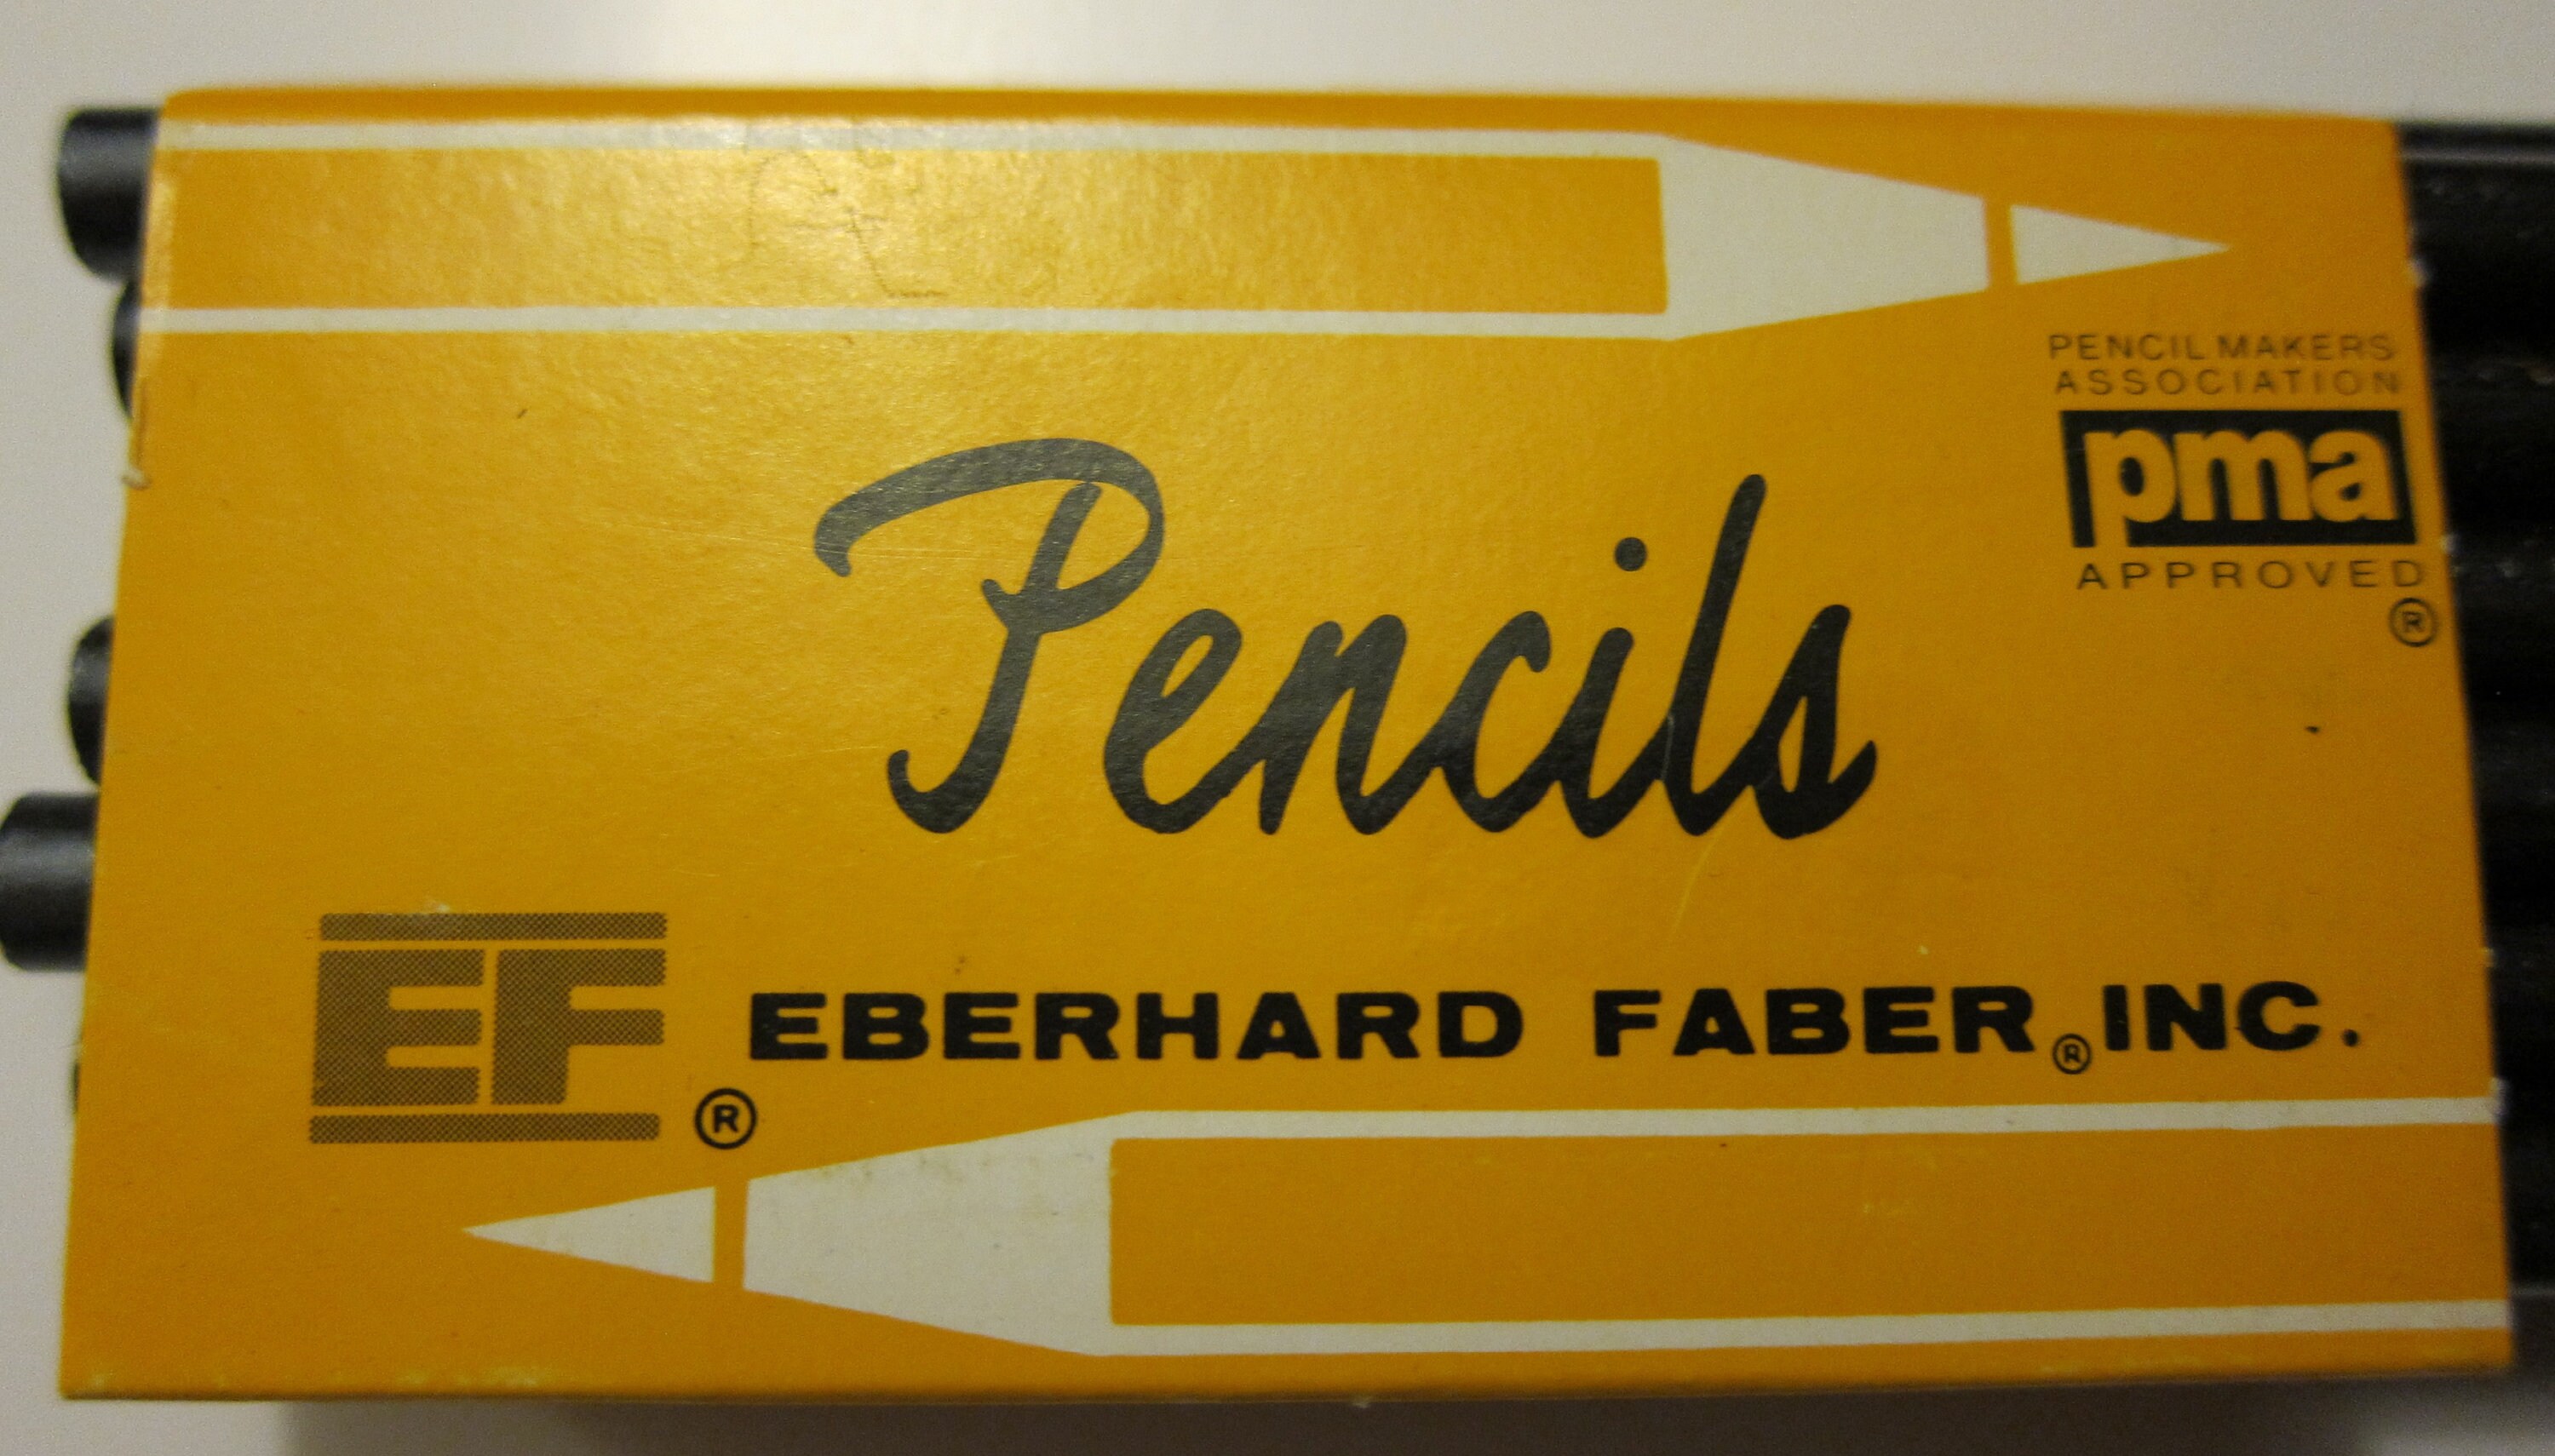 PENCIL MAKERS
ASSOCIATION
pma
APPROVED
®
Pencils
EF ®
EBERHARD FABER® INC.